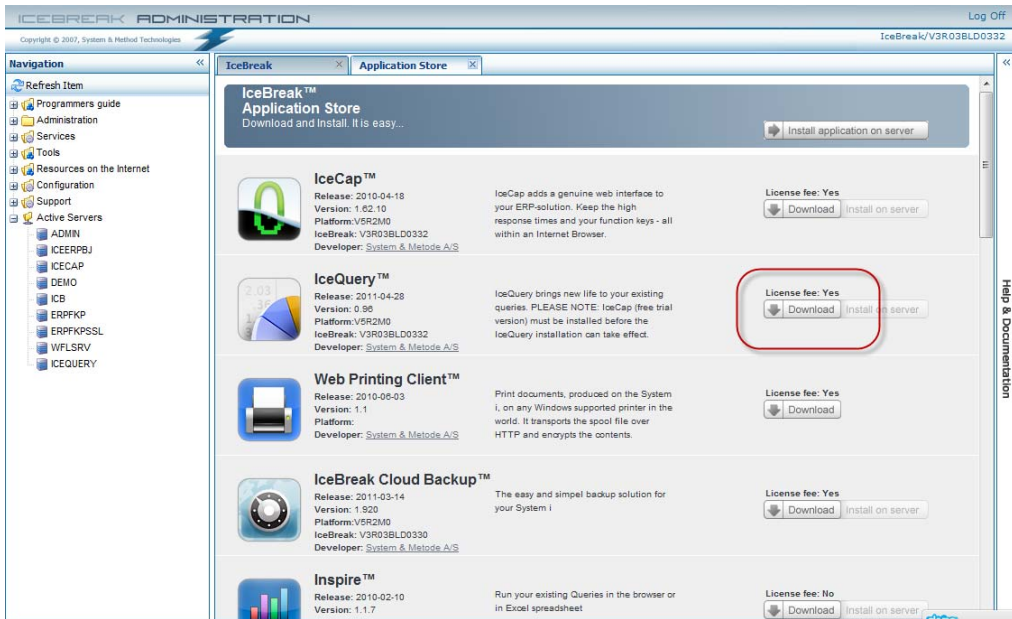 ICEBREAK ADMINISTRATION
Log Off
Copyright © 2007, System & Method Technologies
IceBreak/V3R03BLD0332
Navigation
Refresh Item
Programmers guide
Administration
Services
Tools
Resources on the Internet
Configuration
Support
Active Servers
ADMIN
ICEERPBJ
ICECAP
DEMO
ICB
ERPFKP
ERPFKPSSL
WFLSRV
ICEQUERY
IceBreak
Application Store
IceBreak™
Application Store
Download and Install. It is easy...
Install application on server
IceCap™
Release: 2010-04-18
Version: 1.62.10
Platform:V5R2M0
IceBreak: V3R03BLD0332
Developer: System & Metode A/S
IceCap adds a genuine web interface to
your ERP-solution. Keep the high
response times and your function keys - all
within an Internet Browser.
License fee: Yes
Download
Install on server
IceQuery™
Release: 2011-04-28
Version: 0.96
Platform:V5R2M0
IceBreak: V3R03BLD0332
Developer: System & Metode A/S
IceQuery brings new life to your existing
queries. PLEASE NOTE: IceCap (free trial
version) must be installed before the
IceQuery installation can take effect.
License fee: Yes
Download
Install on server
Web Printing Client™
Release: 2010-06-03
Version: 1.1
Platform:
Developer: System & Metode A/S
Print documents, produced on the System
i, on any Windows supported printer in the
world. It transports the spool file over
HTTP and encrypts the contents.
License fee: Yes
Download
IceBreak Cloud Backup™
Release: 2011-03-14
Version: 1.920
Platform:V5R2M0
IceBreak: V3R03BLD0330
Developer: System & Metode A/S
The easy and simpel backup solution for
your System i
License fee: Yes
Download
Install on server
Inspire™
Release: 2010-02-10
Version: 1.1.7
Run your existing Queries in the browser or
in Excel spreadsheet
License fee: No
Download
Install on server
Help & Documentation